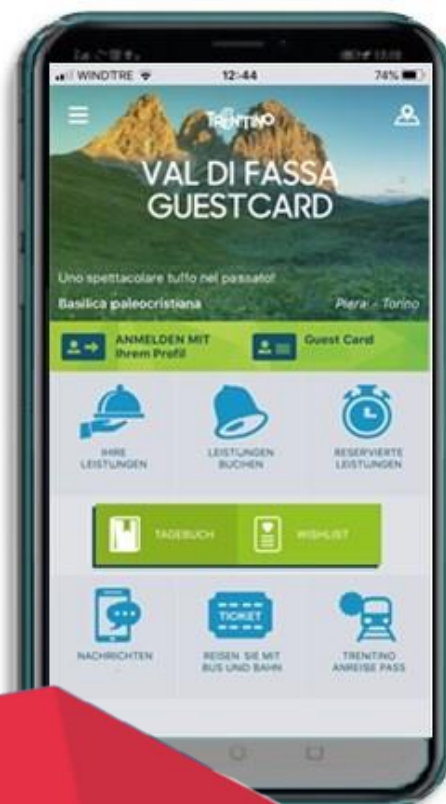 WINDTRE 12:44 74%
TRENTINO
VAL DI FASSA
GUESTCARD
Uno spettacolare tuffo nel passato!
Basilica paleocristiana Piera - Torino
ANMELDEN MIT
Ihrem Profil
Guest Card
IHRE
LEISTUNGEN
LEISTUNGEN
BUCHEN
RESERVIERTE
LEISTUNGEN
TAGEBUCH WISHLIST
TICKET
NACHRICHTEN
REISEN SIE MIT
BUS UND BAHN
TRENTINO
ANREISE PASS